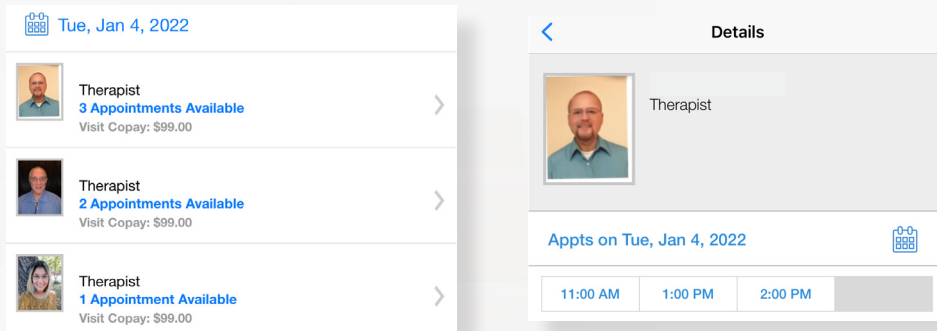 Tue, Jan 4, 2022
Therapist
3 Appointments Available
Visit Copay: $99.00
Therapist
2 Appointments Available
Visit Copay: $99.00
Therapist
1 Appointment Available
Visit Copay: $99.00
Details
Therapist
Appts on Tue, Jan 4, 2022
11:00 AM 1:00 PM 2:00 PM